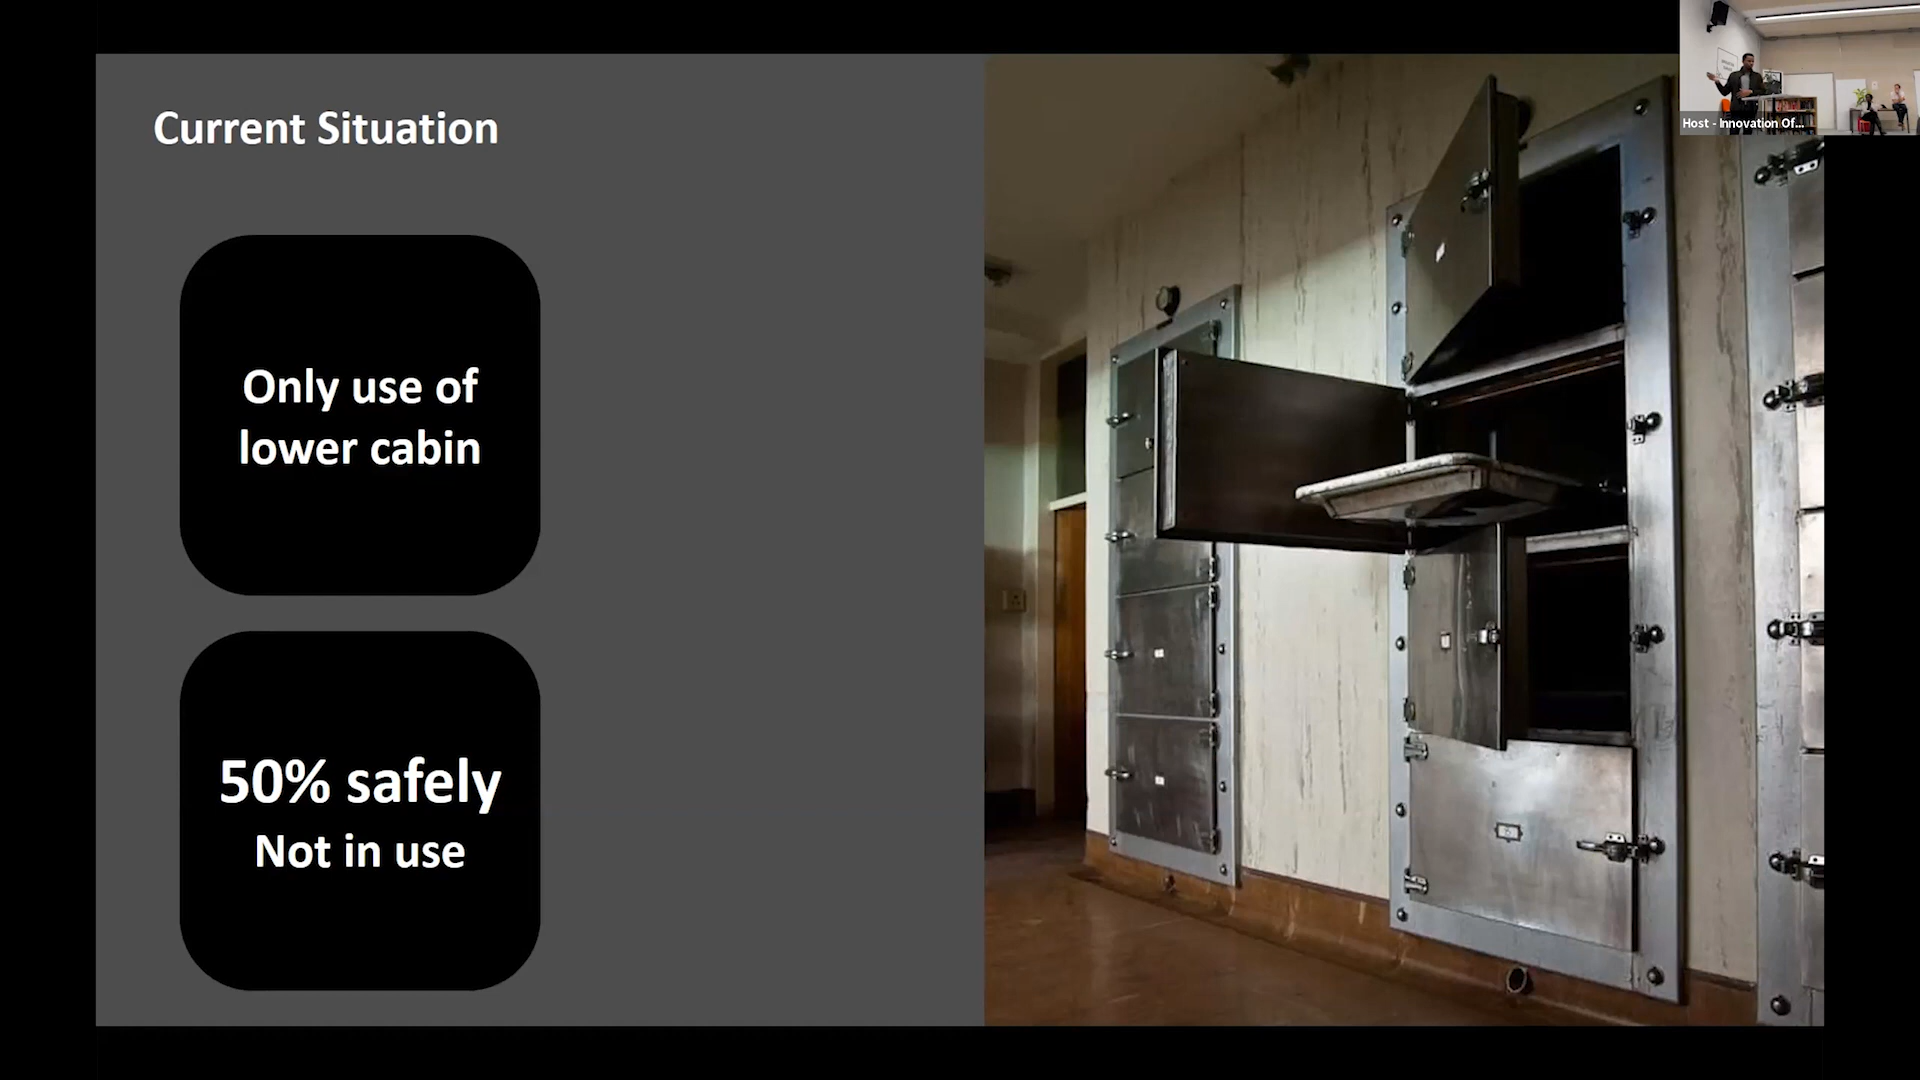 Current Situation
Only use of
lower cabin
50% safely
Not in use
Host - Innovation Of...